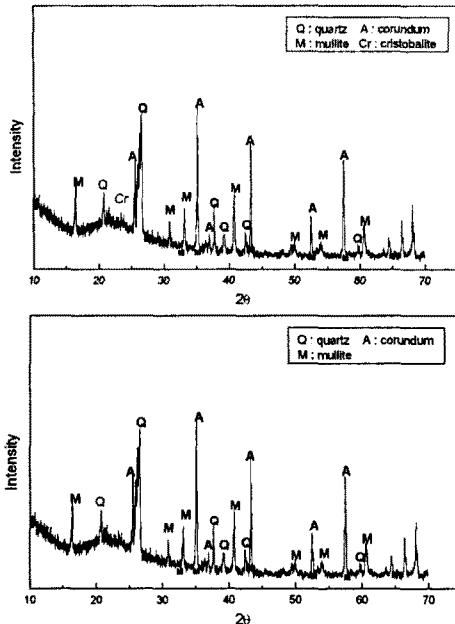 Q : quartz A : corundum
M : mullite Cr : cristobalite
Intensity
M Q Cr A Q M M A A Q Q M Q A M A M A Q M
10 20 30 40 50 60 70
2θ
Q : quartz A : corundum
M : mullite
Intensity
M Q A Q M M A A Q Q M Q A M A M A Q M
10 20 30 40 50 60 70
2θ